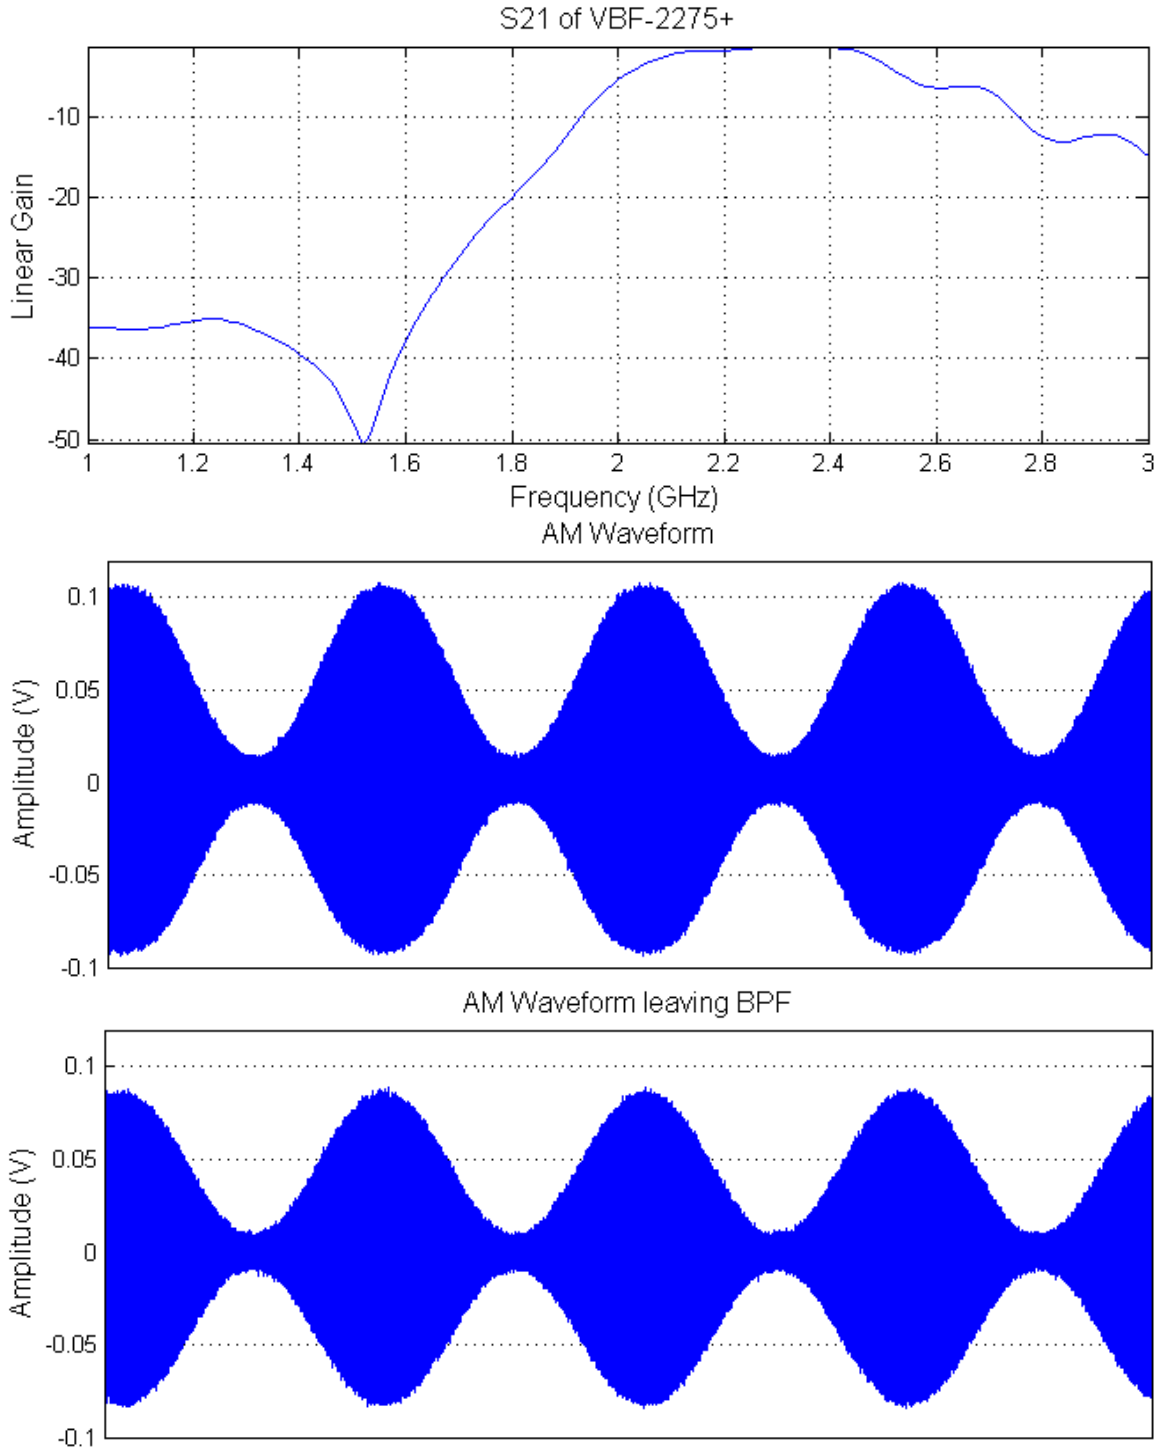 S21 of VBF-2275+
-10
-20
-30
-40
-50
Linear Gain
1 1.2 1.4 1.6 1.8 2 2.2 2.4 2.6 2.8 3
Frequency (GHz)
AM Waveform
0.1
0.05
0
-0.05
-0.1
Amplitude (V)
AM Waveform leaving BPF
0.1
0.05
0
-0.05
-0.1
Amplitude (V)